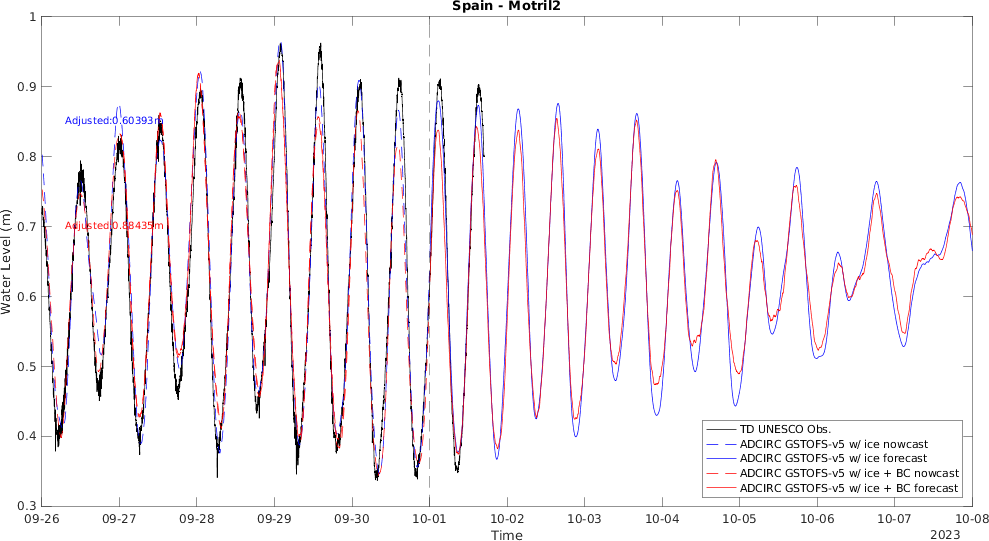 Spain - Motril2
1
0.9
0.8
0.7
0.6
0.5
0.4
0.3
Water Level (m)
Adjusted:0.60393m
Adjusted:0.88435m
TD UNESCO Obs.
ADCIRC GSTOFS-v5 w/ ice nowcast
ADCIRC GSTOFS-v5 w/ ice forecast
ADCIRC GSTOFS-v5 w/ ice + BC nowcast
ADCIRC GSTOFS-v5 w/ ice + BC forecast
09-26 09-27 09-28 09-29 09-30 10-01 10-02 10-03 10-04 10-05 10-06 10-07 10-08
Time
2023